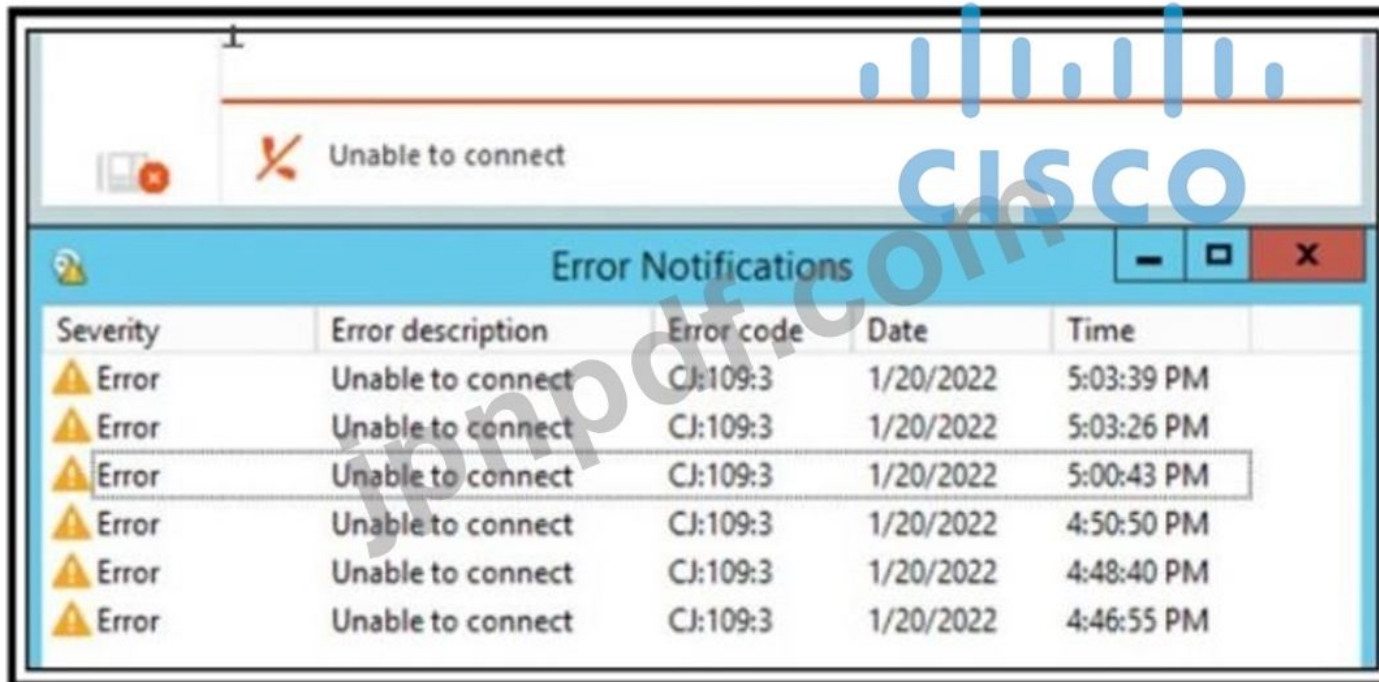 Unable to connect
CISCO
Error Notifications
Severity Error description Error code Date Time
Error Unable to connect CJ:109:3 1/20/2022 5:03:39 PM
Error Unable to connect CJ:109:3 1/20/2022 5:03:26 PM
Error Unable to connect CJ:109:3 1/20/2022 5:00:43 PM
Error Unable to connect CJ:109:3 1/20/2022 4:50:50 PM
Error Unable to connect CJ:109:3 1/20/2022 4:48:40 PM
Error Unable to connect CJ:109:3 1/20/2022 4:46:55 PM
jpnpdf.com